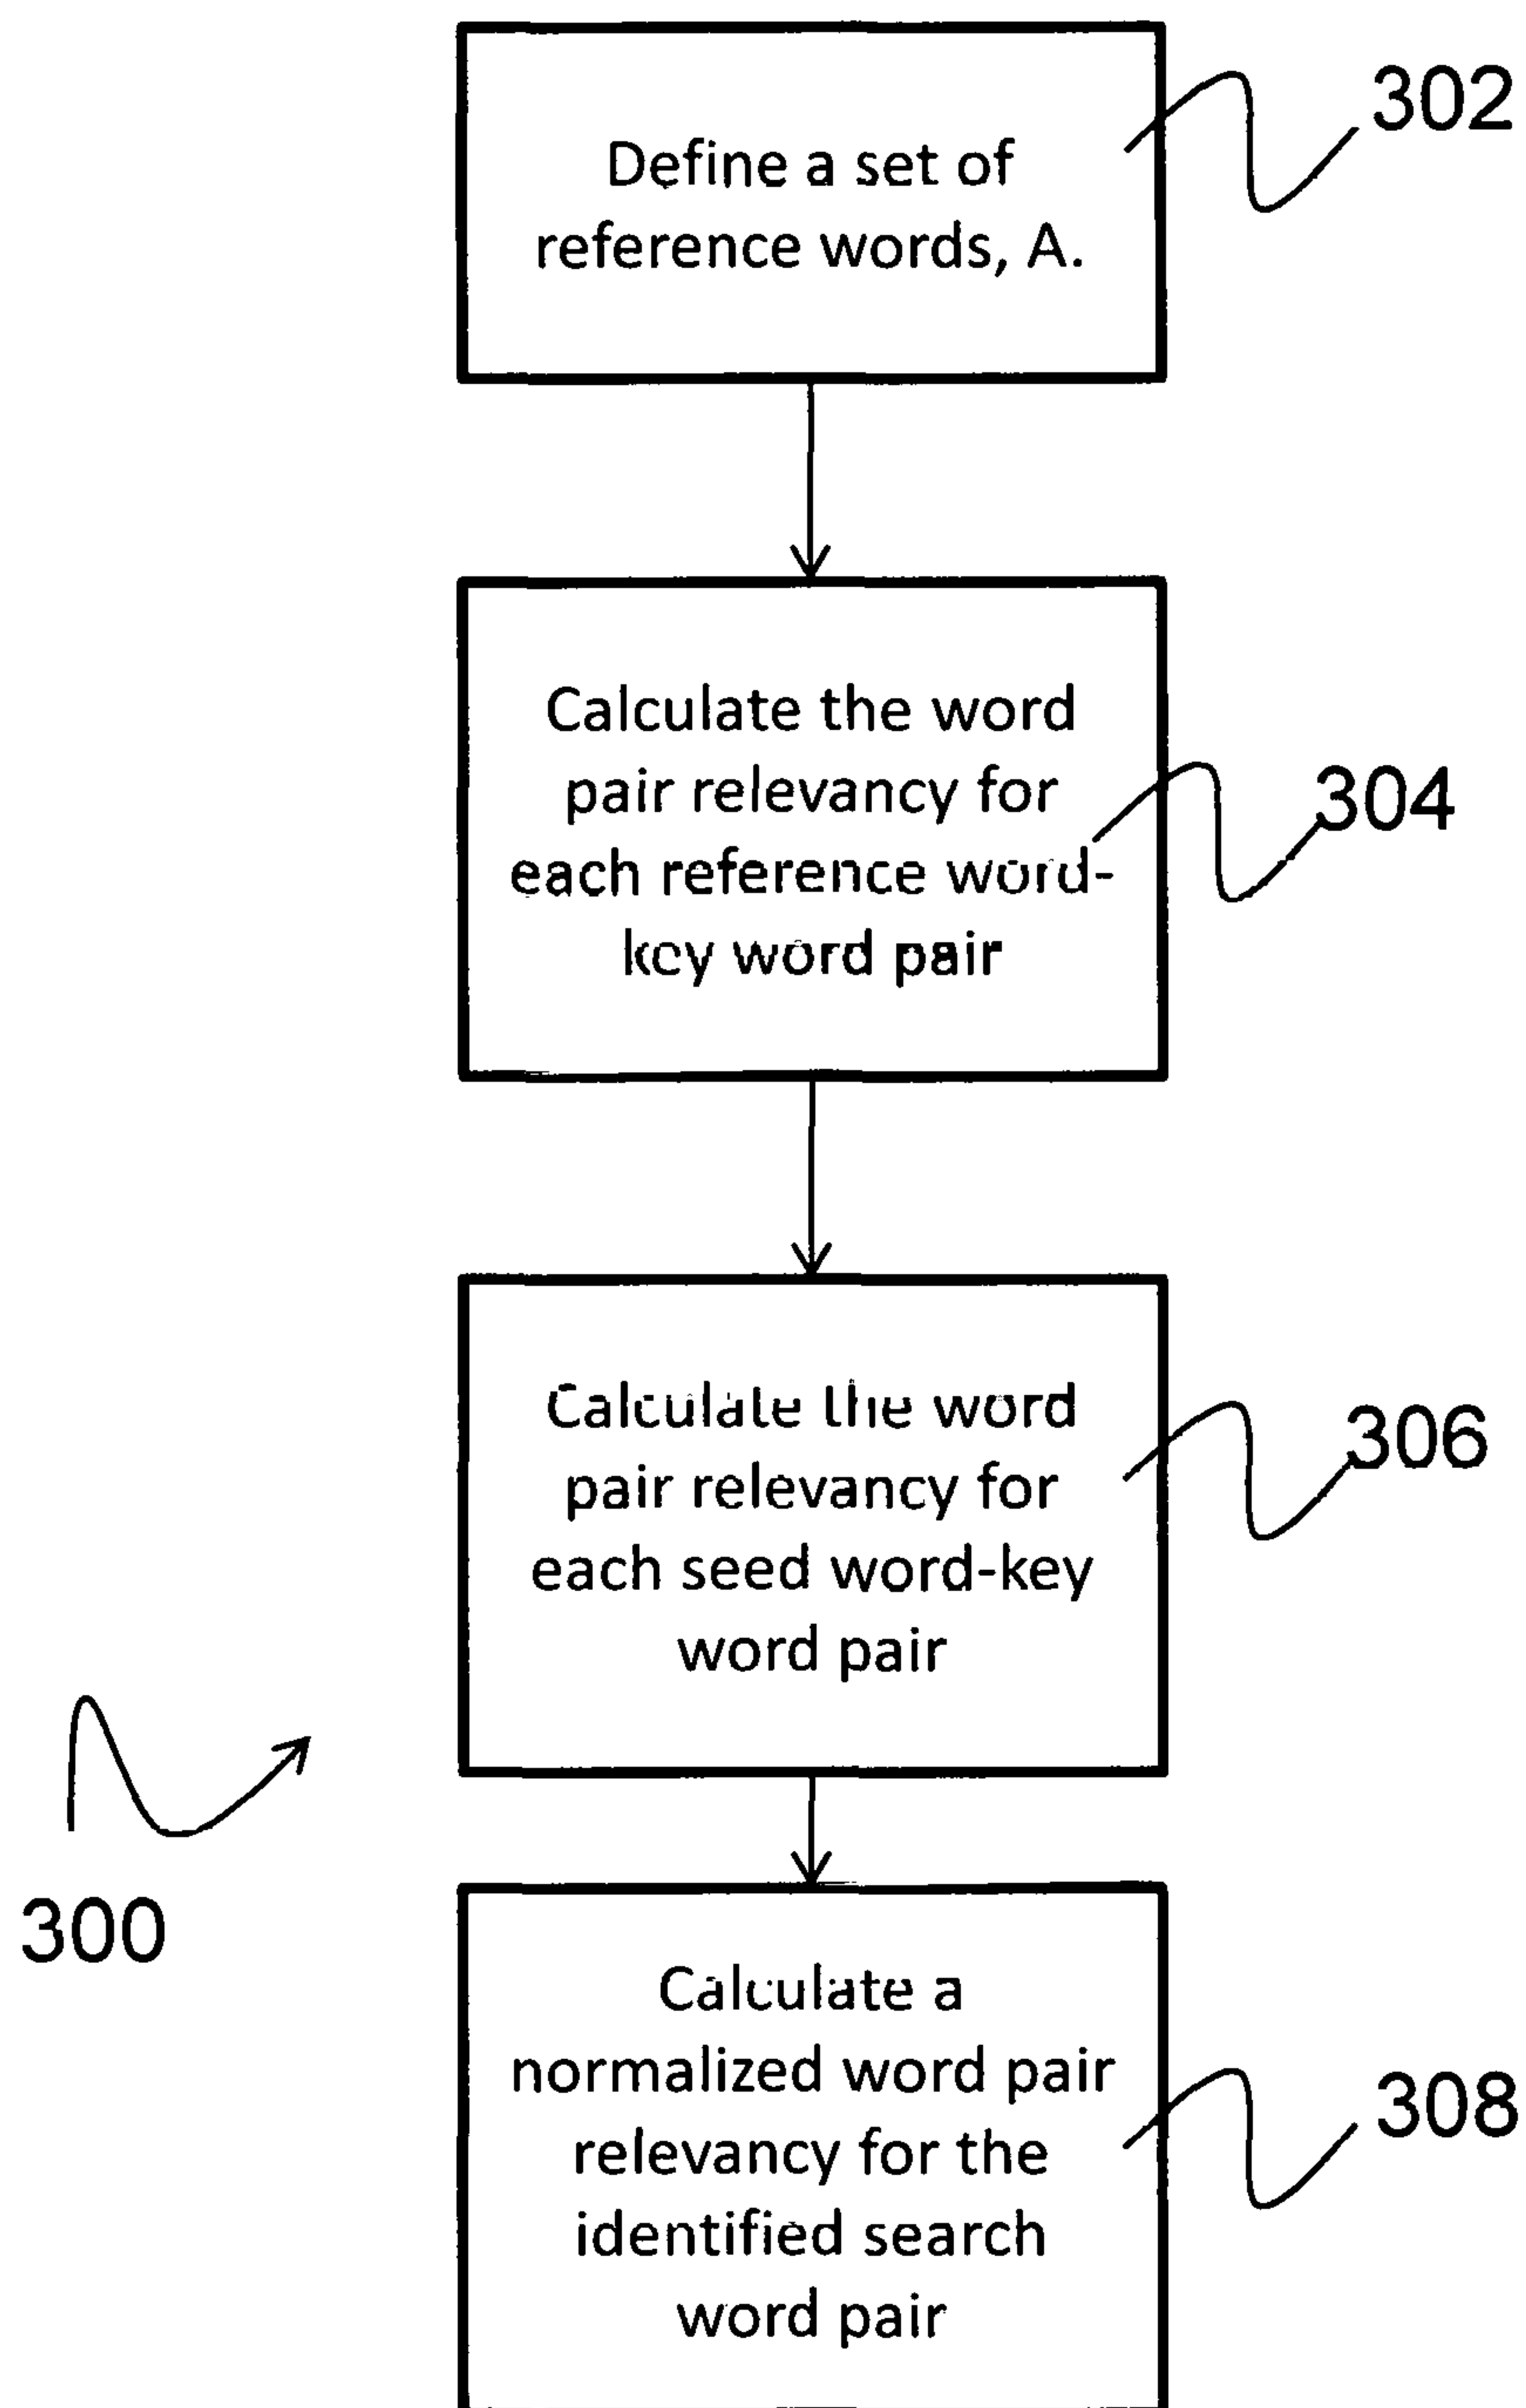 302
Define a set of
reference words, A.
Calculate the word
pair relevancy for
304
each reference word-
key word pair
Calculate the word
306
pair relevancy for
each seed word-key
word pair
300
Calculate a
normalized word pair
308
relevancy for the
identified search
word pair